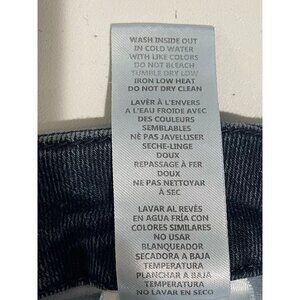 WASH INSIDE OUT
IN COLD WATER
WITH LIKE COLORS
DO NOT BLEACH
TUMBLE DRY LOW
IRON LOW HEAT
DO NOT DRY CLEAN
LAVER À L'ENVERS
A L'EAU FROIDE AVEC
DES COULEURS
SEMBLABLES
NE PAS JAVELLISER
SECHE-LINGE
DOUX
REPASSAGE À FER
DOUX
NE PAS NETTOYER
À SEC
LAVAR AL REVÉS
EN AGUA FRÍA CON
COLORES SIMILARES
NO USAR
BLANQUEADOR
SECADORA A BAJA
TEMPERATURA
PLANCHAR A BAJA
TEMPERATURA
NO LAVAR EN SECO